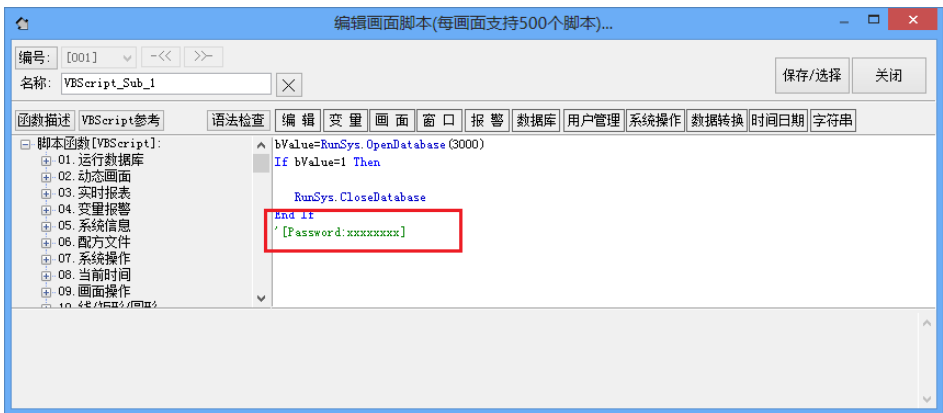 编辑画面脚本(每画面支持500个脚本)...
编号: [001] -<< >>-
名称: VBScript_Sub_1
保存/选择 关闭
函数描述 VBScript参考 语法检查 编 辑 变 量 画 面 窗 口 报 警 数据库 用户管理 系统操作 数据转换 时间日期 字符串
脚本函数[VBScript]:
01. 运行数据库
02. 动态画面
03. 实时报表
04. 变量报警
05. 系统信息
06. 配方文件
07. 系统操作
08. 当前时间
09. 画面操作
bValue=RunSys.OpenDatabase(3000)
If bValue=1 Then
RunSys.CloseDatabase
End If
'[Password:xxxxxxxx]